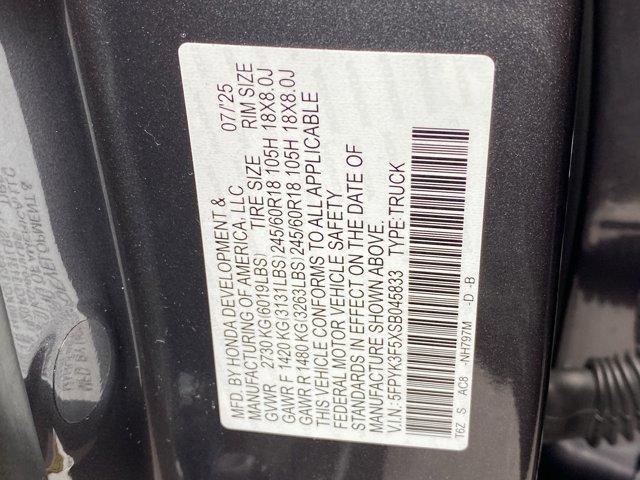 MFD. BY HONDA DEVELOPMENT &
MANUFACTURING OF AMERICA, LLC 07/'25
GVWR 2730 KG(6019LBS) TIRE SIZE RIM SIZE
GAWR F 1420 KG(3131LBS) 245/60R18 105H 18X8.0J
GAWR R 1480 KG(3263LBS) 245/60R18 105H 18X8.0J
THIS VEHICLE CONFORMS TO ALL APPLICABLE
FEDERAL MOTOR VEHICLE SAFETY
STANDARDS IN EFFECT ON THE DATE OF
MANUFACTURE SHOWN ABOVE.
V.I.N.: 5FPYK3F5XSB045833 TYPE: TRUCK
T6Z S AC8 -NH797M -D -B